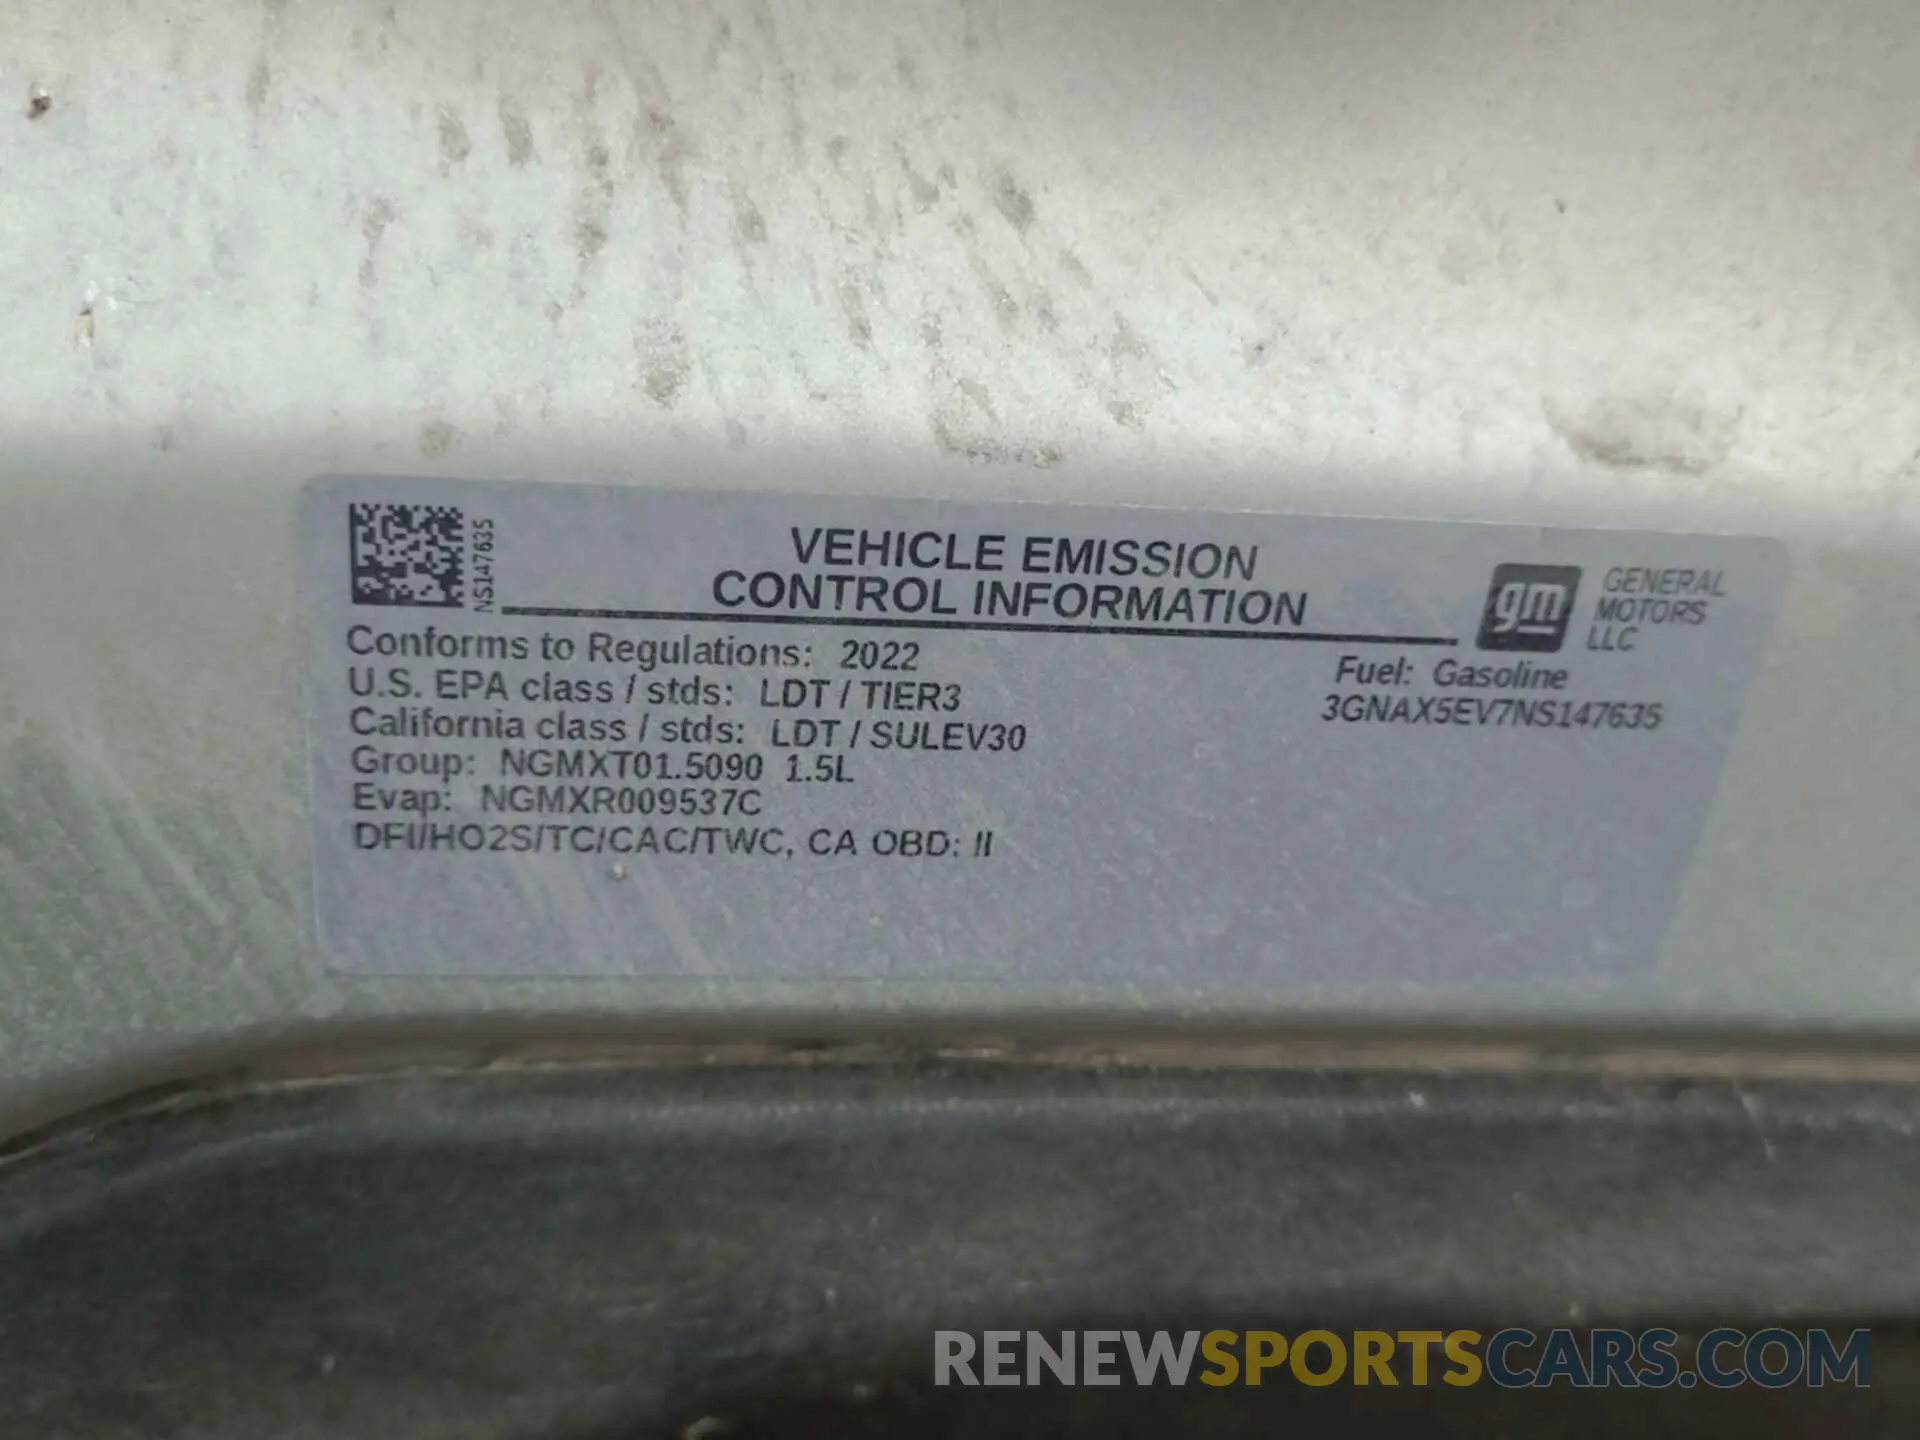 NS147635
VEHICLE EMISSION
CONTROL INFORMATION
gm
GENERAL
MOTORS
LLC
Conforms to Regulations: 2022
U.S. EPA class / stds: LDT / TIER3
California class / stds: LDT / SULEV30
Group: NGMXT01.5090 1.5L
Evap: NGMXR009537C
DFI/HO2S/TC/CAC/TWC, CA OBD: II
Fuel: Gasoline
3GNAX5EV7NS147635
RENEWSPORTSCARS.COM